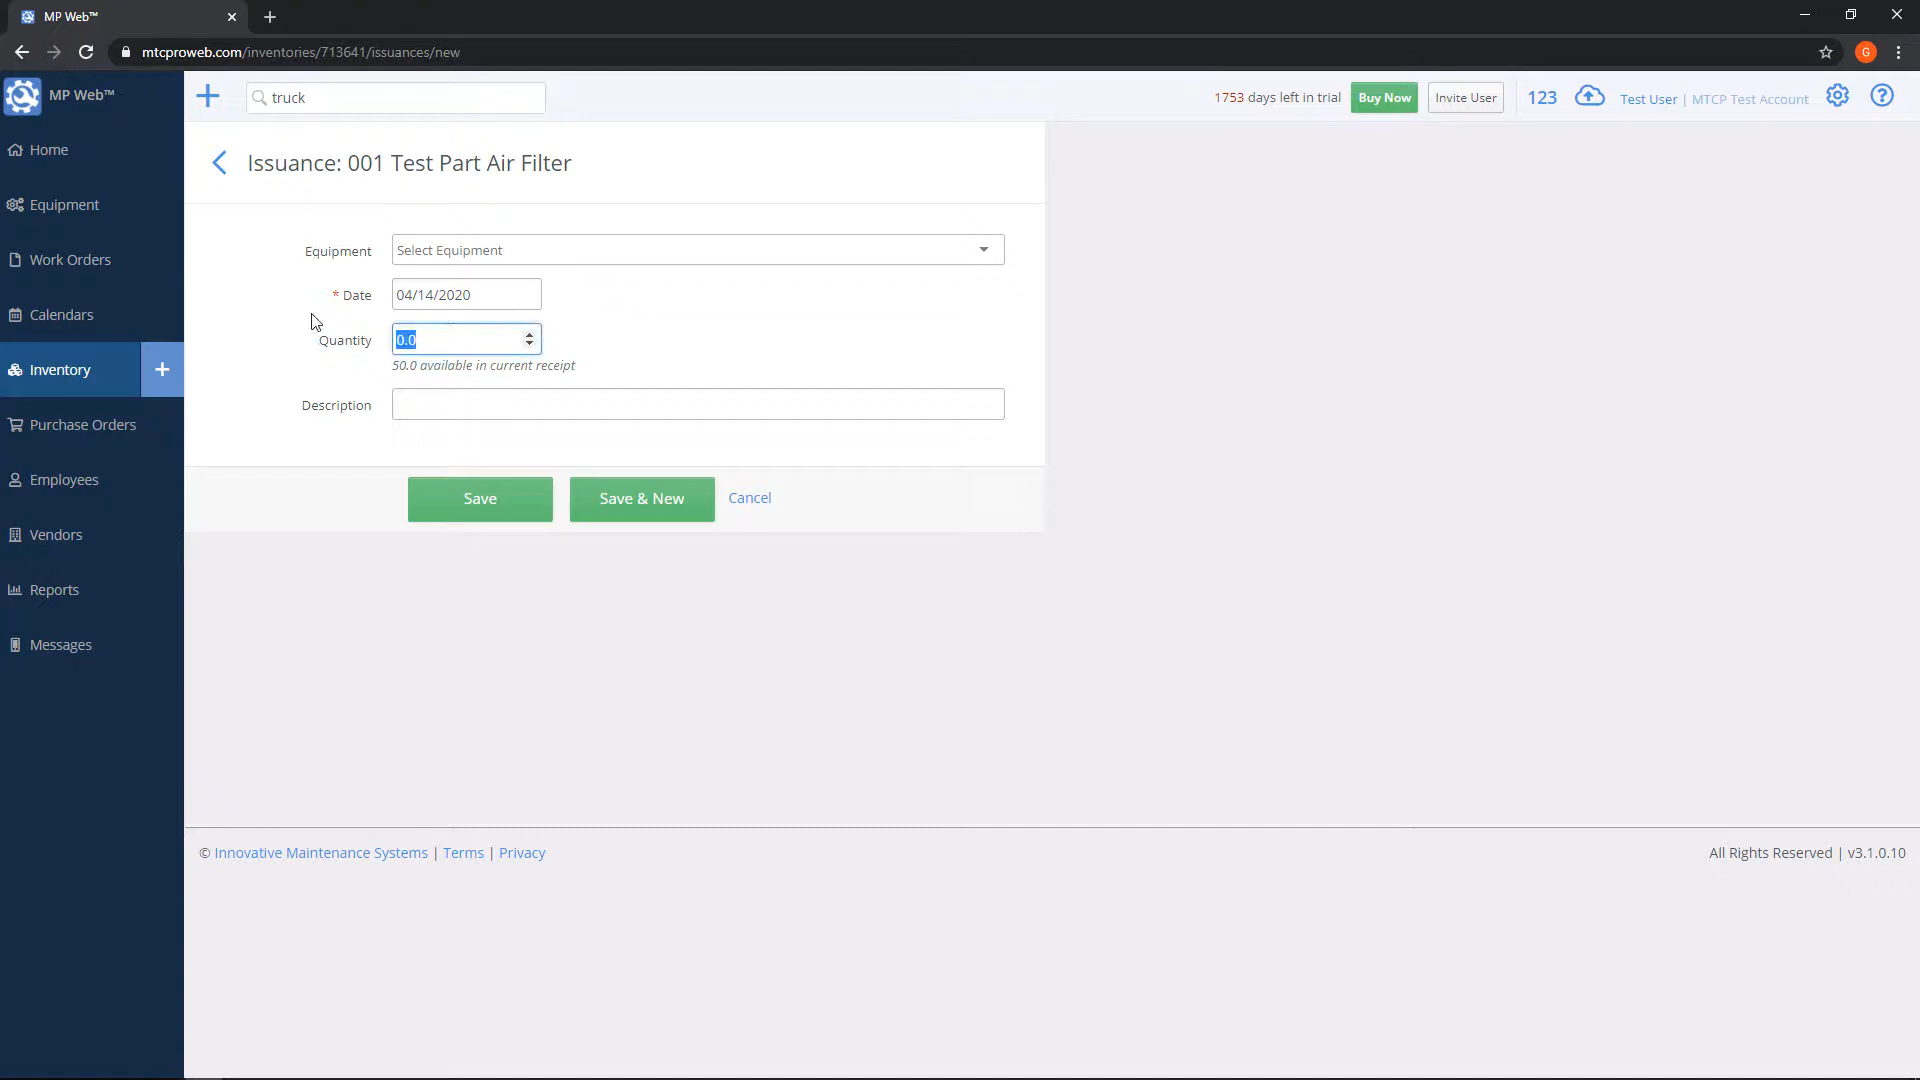 MP Web™
mtcproweb.com/inventories/713641/issuances/new
G
MP Web™
truck
1753 days left in trial
Buy Now
Invite User
123
Test User | MTCP Test Account
Home
Equipment
Work Orders
Calendars
Inventory
Purchase Orders
Employees
Vendors
Reports
Messages
Issuance: 001 Test Part Air Filter
Equipment
Select Equipment
* Date
04/14/2020
Quantity
0.0
50.0 available in current receipt
Description
Save
Save & New
Cancel
© Innovative Maintenance Systems | Terms | Privacy
All Rights Reserved | v3.1.0.10